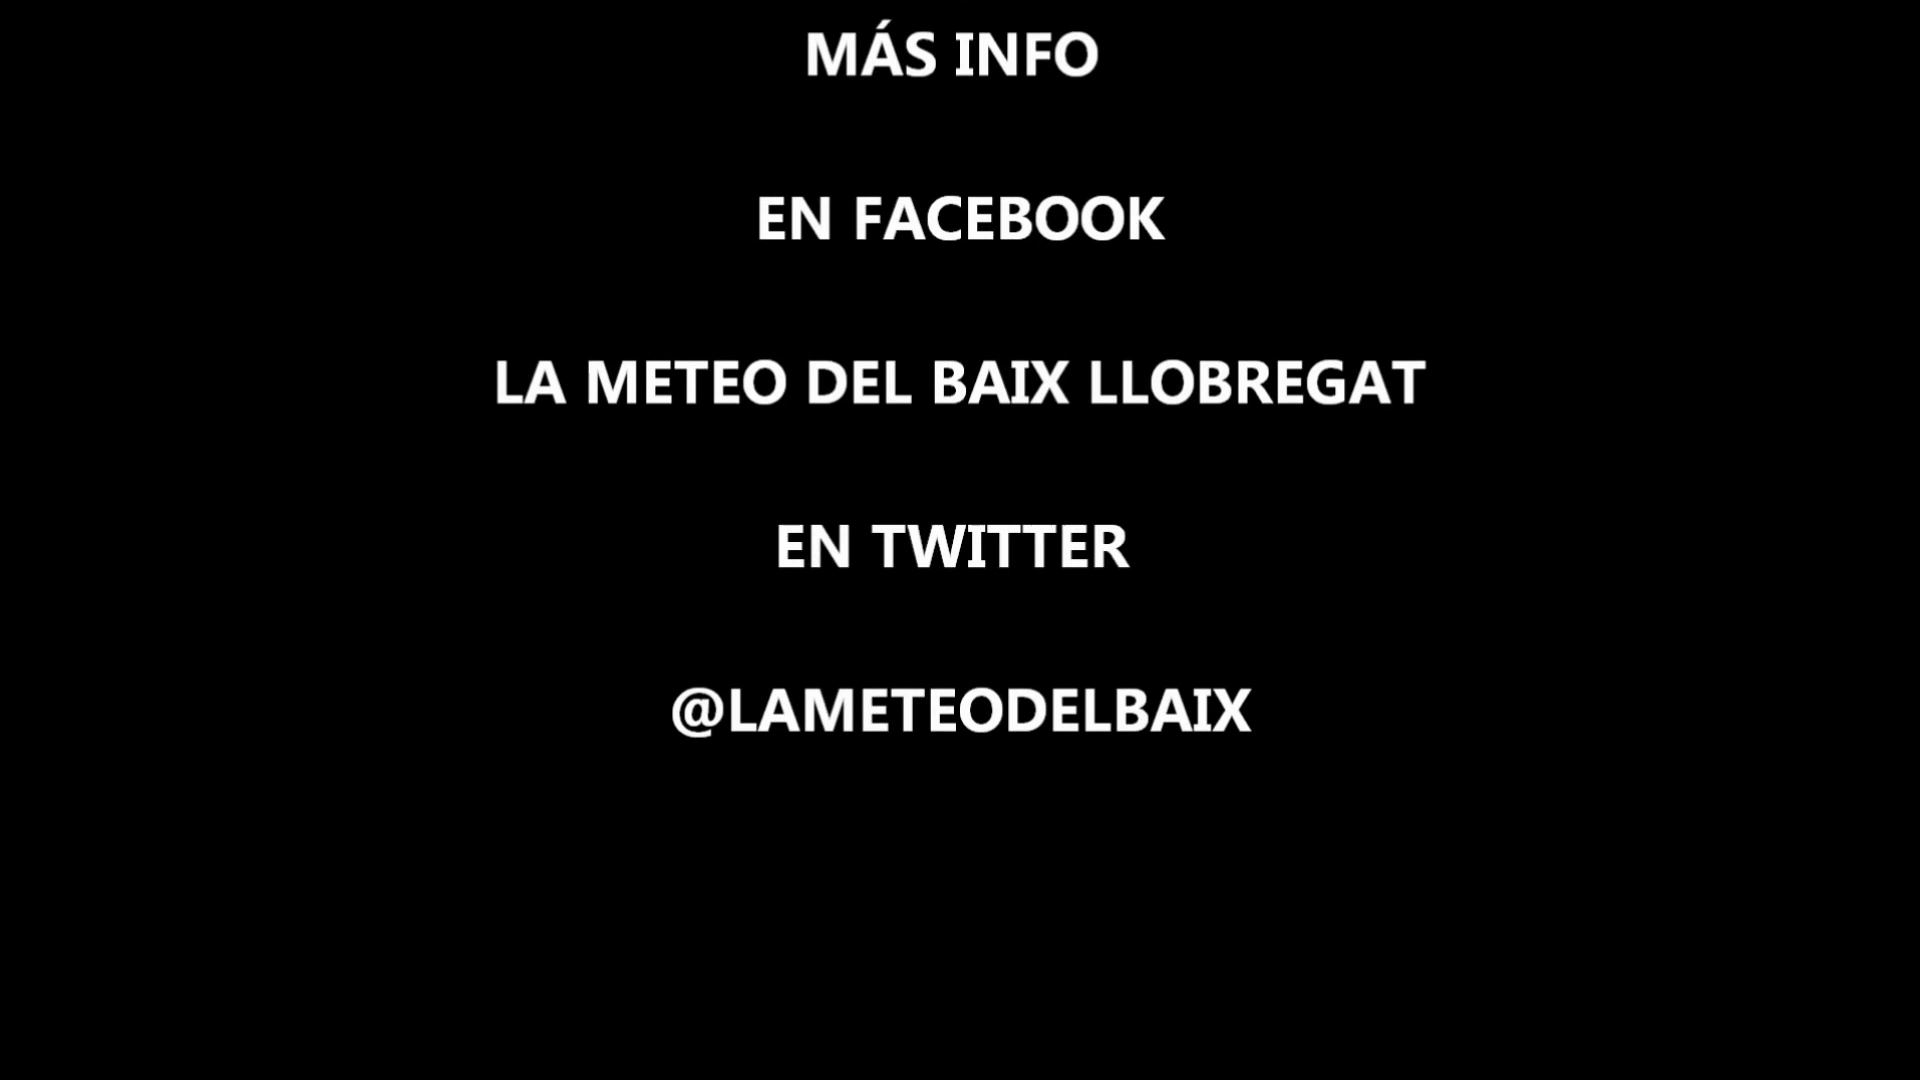 MÁS INFO
EN FACEBOOK
LA METEO DEL BAIX LLOBREGAT
EN TWITTER
@LAMETEODELBAIX